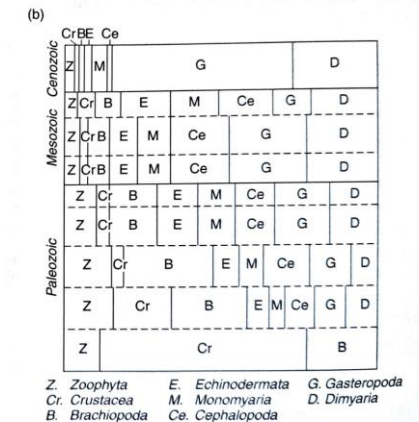 (b)
Cr B E Ce
Cenozoic
Z M G D
Mesozoic
Z Cr B E M Ce G D
Z Cr B E M Ce G D
Z Cr B E M Ce G D
Paleozoic
Z Cr B E M Ce G D
Z Cr B E M Ce G D
Z Cr B E M Ce G D
Z Cr B E M Ce G D
Z Cr B
Z. Zoophyta E. Echinodermata G. Gasteropoda
Cr. Crustacea M. Monomyaria D. Dimyaria
B. Brachiopoda Ce. Cephalopoda